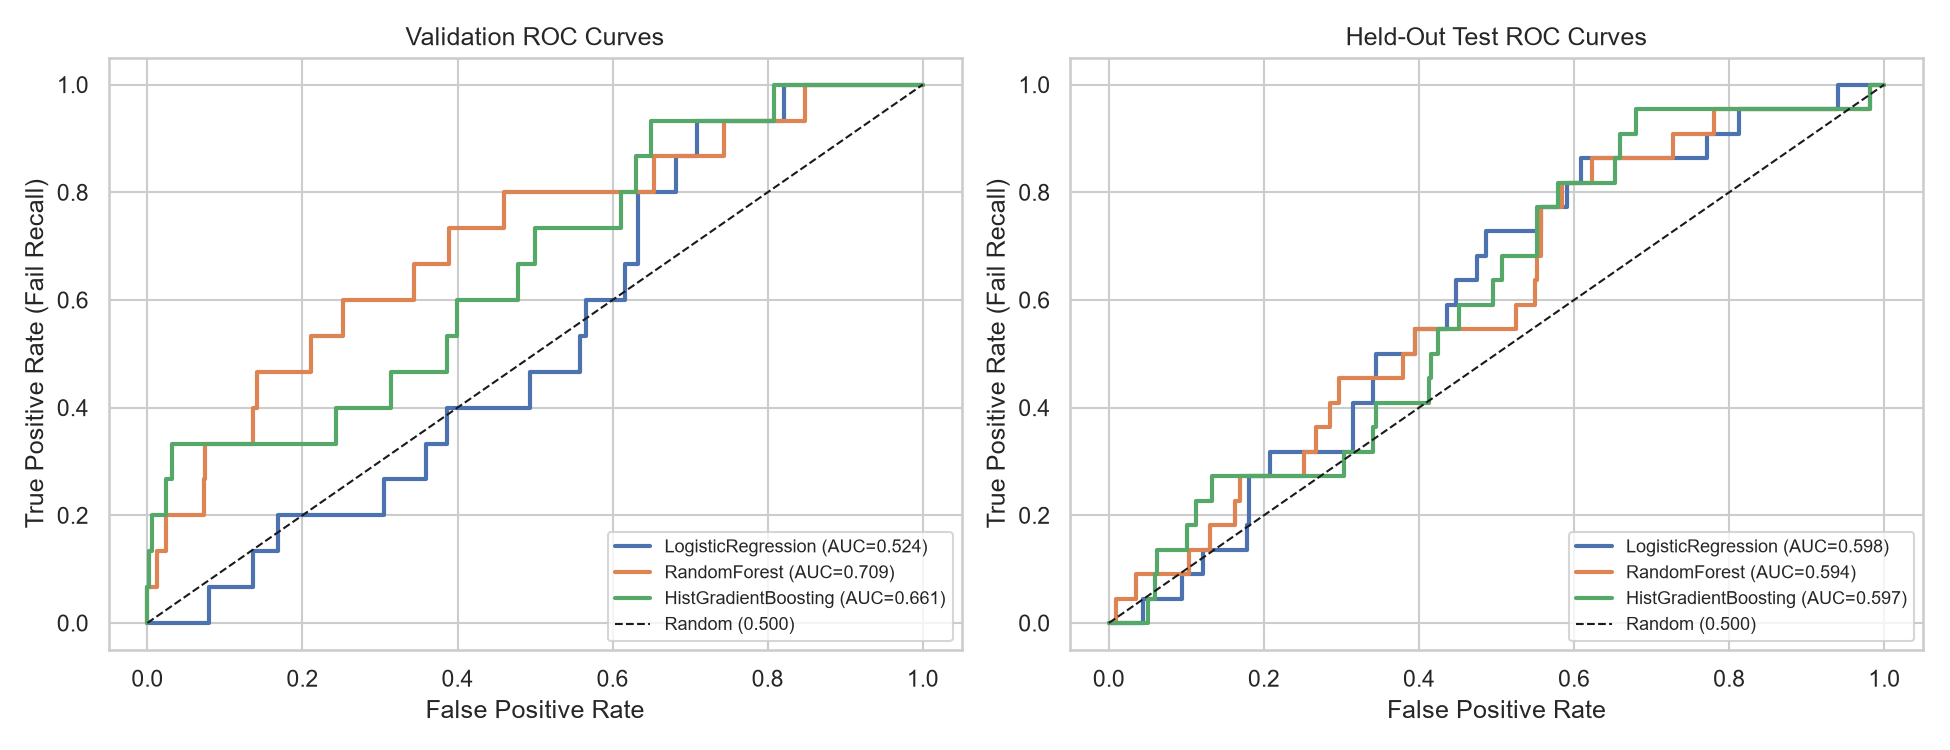 Validation ROC Curves
True Positive Rate (Fail Recall)
1.0
0.8
0.6
0.4
0.2
0.0
LogisticRegression (AUC=0.524)
RandomForest (AUC=0.709)
HistGradientBoosting (AUC=0.661)
Random (0.500)
0.0 0.2 0.4 0.6 0.8 1.0
False Positive Rate
Held-Out Test ROC Curves
True Positive Rate (Fail Recall)
1.0
0.8
0.6
0.4
0.2
0.0
LogisticRegression (AUC=0.598)
RandomForest (AUC=0.594)
HistGradientBoosting (AUC=0.597)
Random (0.500)
0.0 0.2 0.4 0.6 0.8 1.0
False Positive Rate